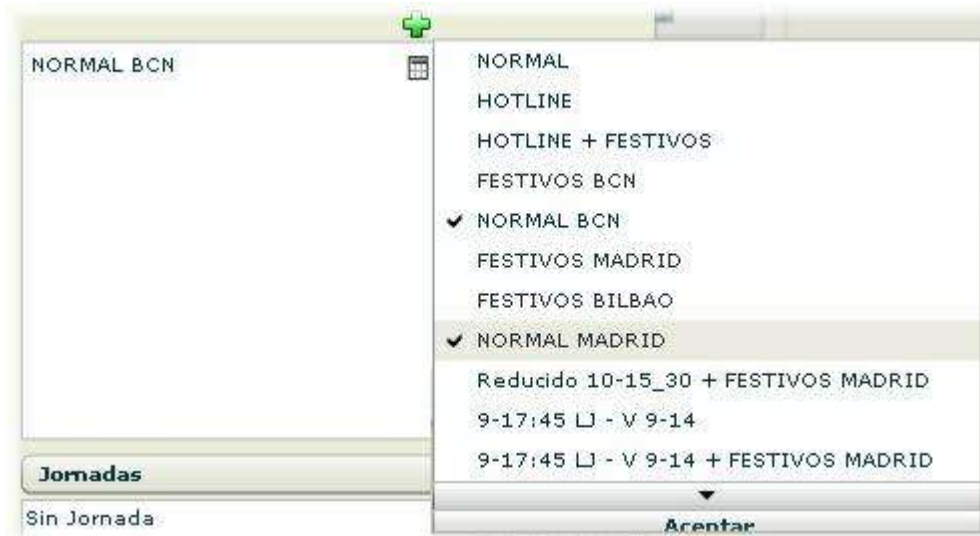 NORMAL BCN
NORMAL
HOTLINE
HOTLINE + FESTIVOS
FESTIVOS BCN
NORMAL BCN
FESTIVOS MADRID
FESTIVOS BILBAO
NORMAL MADRID
Reducido 10-15_30 + FESTIVOS MADRID
9-17:45 LJ - V 9-14
9-17:45 LJ - V 9-14 + FESTIVOS MADRID
Jornadas
Sin Jornada
Aceptar